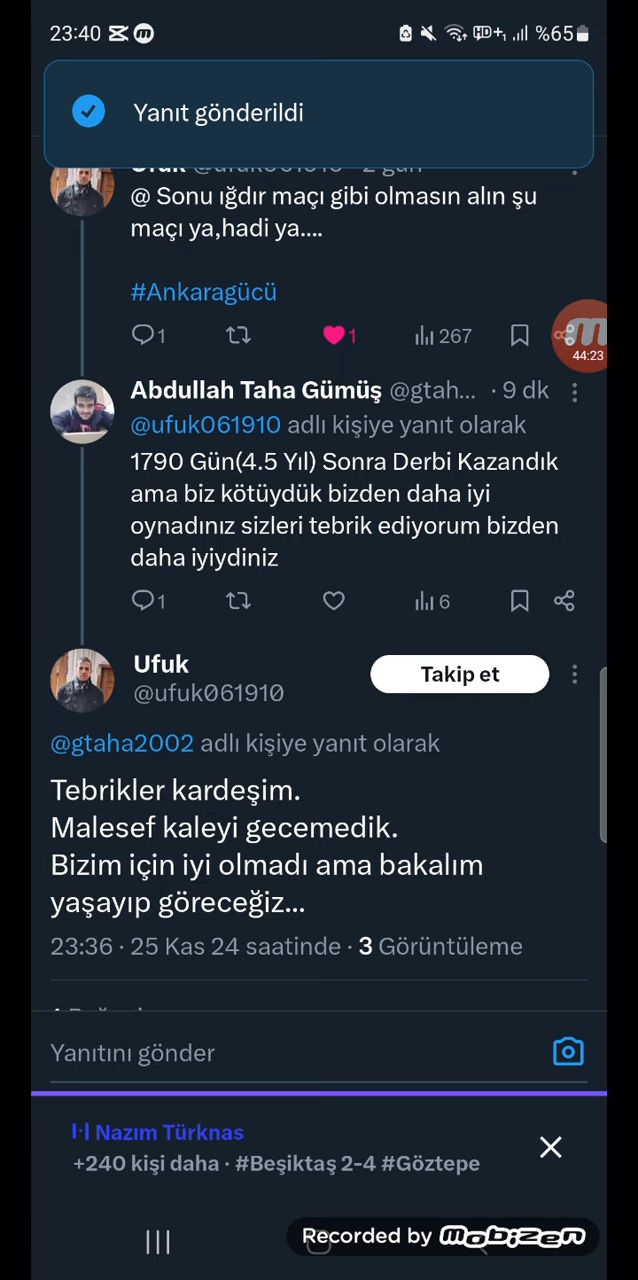 23:40
%65
Yanıt gönderildi
Ufuk @ufuk061910 · 2 gün
@ Sonu ığdır maçı gibi olmasın alın şu
maçı ya,hadi ya....
#Ankaragücü
1 1 267
44:23
Abdullah Taha Gümüş @gtah... · 9 dk
@ufuk061910 adlı kişiye yanıt olarak
1790 Gün(4.5 Yıl) Sonra Derbi Kazandık
ama biz kötüydük bizden daha iyi
oynadınız sizleri tebrik ediyorum bizden
daha iyiydiniz
1 6
Ufuk
@ufuk061910
Takip et
@gtaha2002 adlı kişiye yanıt olarak
Tebrikler kardeşim.
Malesef kaleyi gecemedik.
Bizim için iyi olmadı ama bakalım
yaşayıp göreceğiz...
23:36 · 25 Kas 24 saatinde · 3 Görüntüleme
Yanıtını gönder
Nazım Türknas
+240 kişi daha · #Beşiktaş 2-4 #Göztepe
Recorded by mobizen